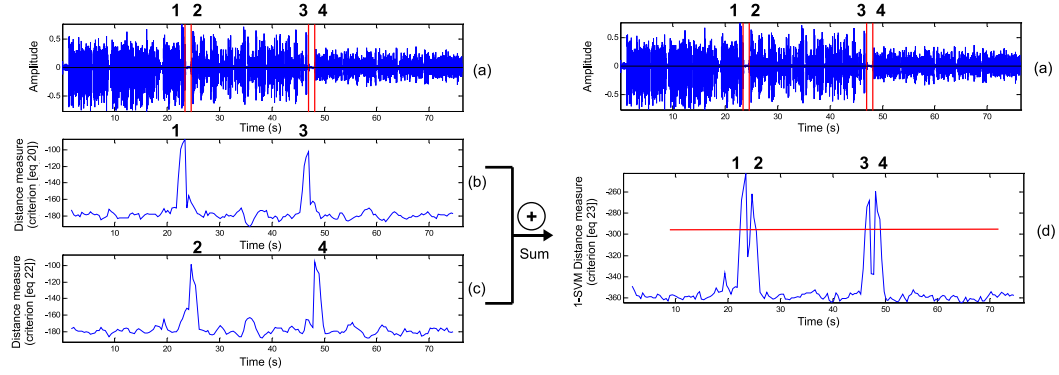 1 2 3 4
Amplitude
0.5
0
-0.5
10 20 30 40 50 60 70
Time (s)
(a)
1 3
Distance measure
(criterion [eq 20])
-100
-120
-140
-160
-180
10 20 30 40 50 60 70
Time (s)
(b)
2 4
Distance measure
(criterion [eq 22])
-100
-120
-140
-160
-180
10 20 30 40 50 60 70
Time (s)
(c)
+
Sum
1 2 3 4
Amplitude
0.5
0
-0.5
10 20 30 40 50 60 70
Time (s)
(a)
1 2 3 4
1-SVM Distance measure
(criterion [eq 23])
-260
-280
-300
-320
-340
-360
10 20 30 40 50 60 70
Time (s)
(d)